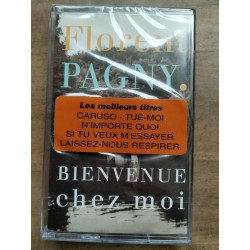 Florent
PAGNY.
Les meilleurs titres
CARUSO - TUE-MOI
N'IMPORTE QUOI
SI TU VEUX M'ESSAYER
LAISSEZ-NOUS RESPIRER
BIENVENUE
chez moi